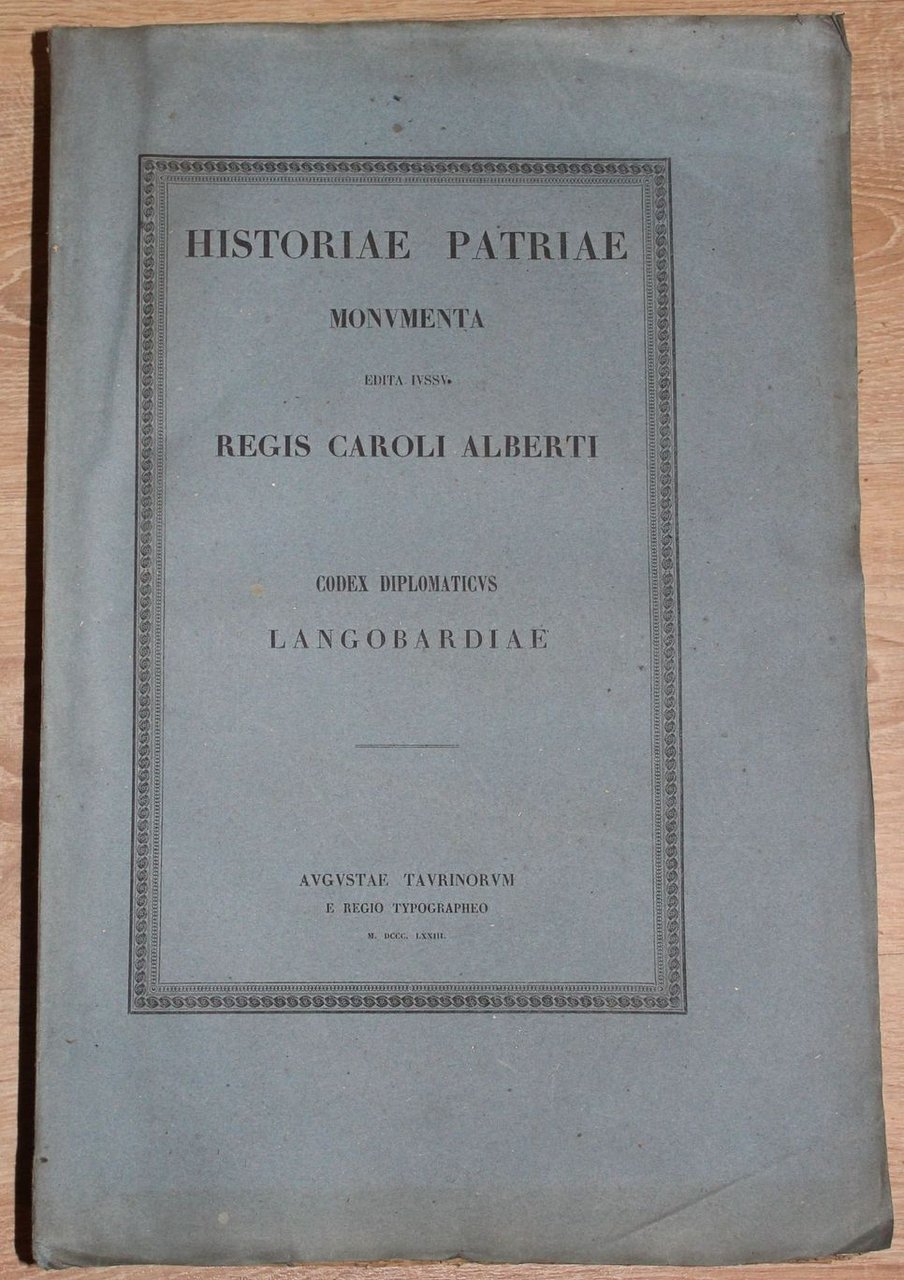 HISTORIAE PATRIAE
MONVMENTA
EDITA IVSSV
REGIS CAROLI ALBERTI
CODEX DIPLOMATICVS
LANGOBARDIAE
AVGVSTAE TAVRINORVM
E REGIO TYPOGRAPHEO
M. DCCC. LXXIII.